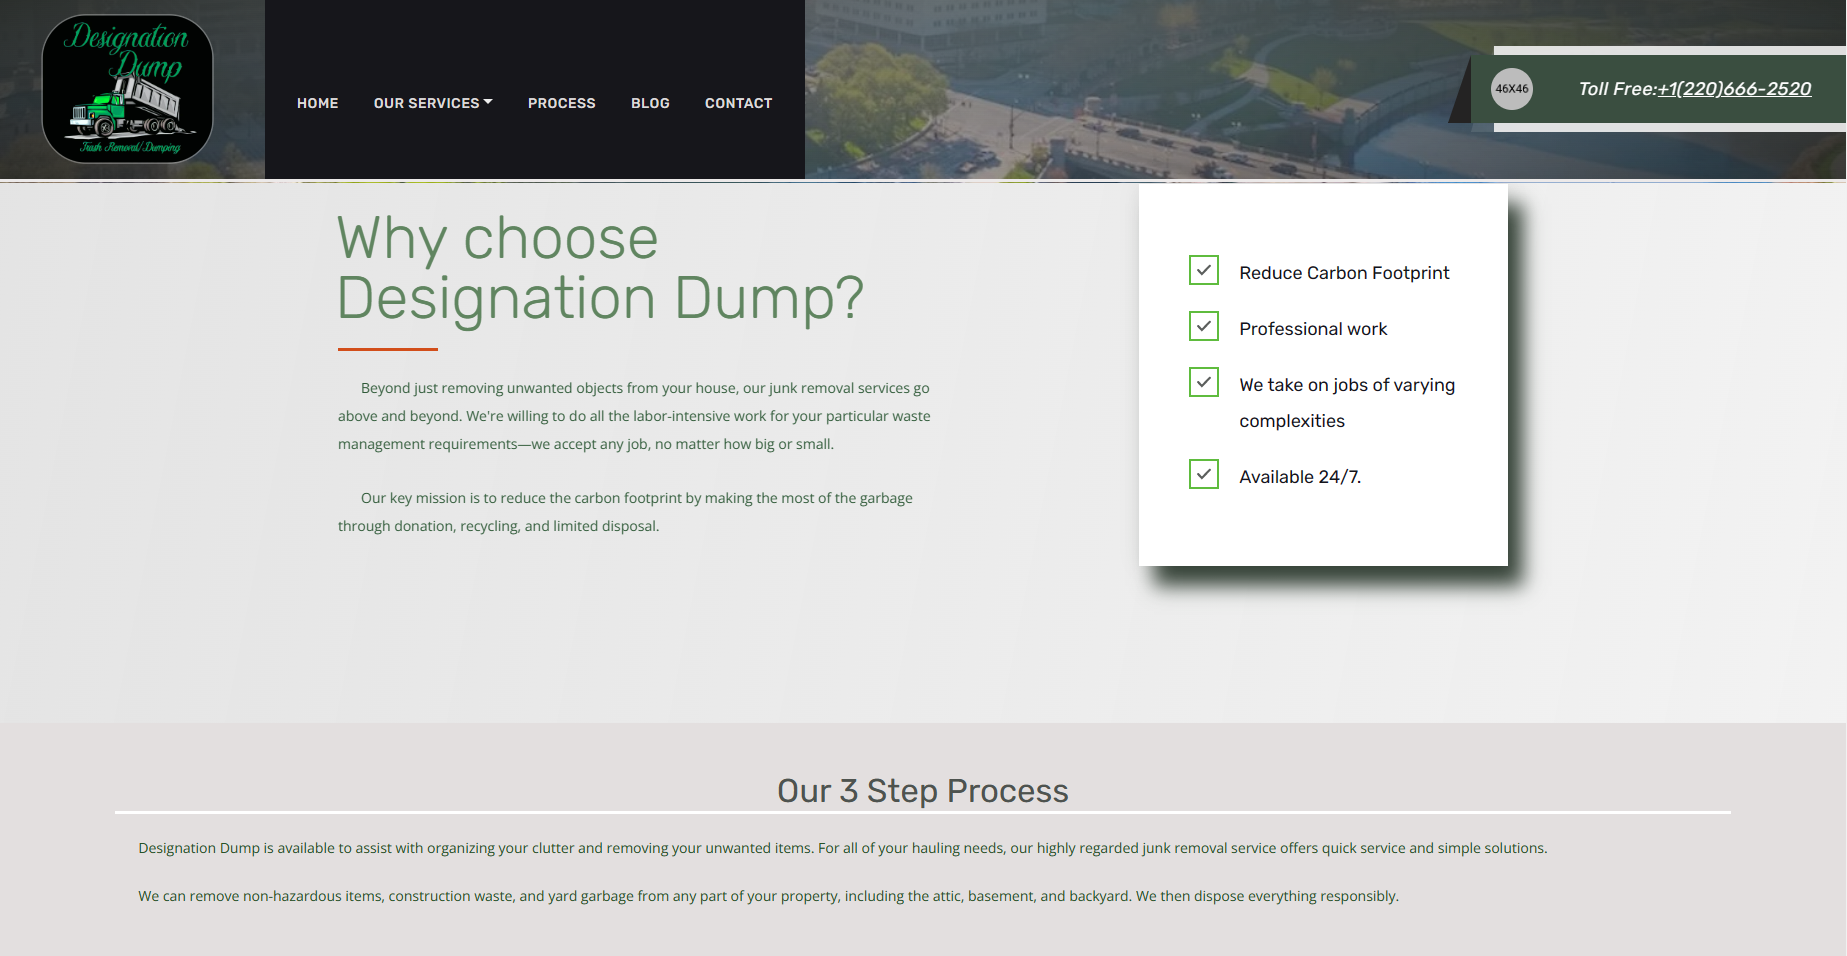 Designation
Dump
Trash Removal/Dumping
HOME
OUR SERVICES
PROCESS
BLOG
CONTACT
46X46
Toll Free:+1(220)666-2520
Why choose
Designation Dump?
Beyond just removing unwanted objects from your house, our junk removal services go
above and beyond. We're willing to do all the labor-intensive work for your particular waste
management requirements—we accept any job, no matter how big or small.
Our key mission is to reduce the carbon footprint by making the most of the garbage
through donation, recycling, and limited disposal.
Reduce Carbon Footprint
Professional work
We take on jobs of varying
complexities
Available 24/7.
Our 3 Step Process
Designation Dump is available to assist with organizing your clutter and removing your unwanted items. For all of your hauling needs, our highly regarded junk removal service offers quick service and simple solutions.
We can remove non-hazardous items, construction waste, and yard garbage from any part of your property, including the attic, basement, and backyard. We then dispose everything responsibly.